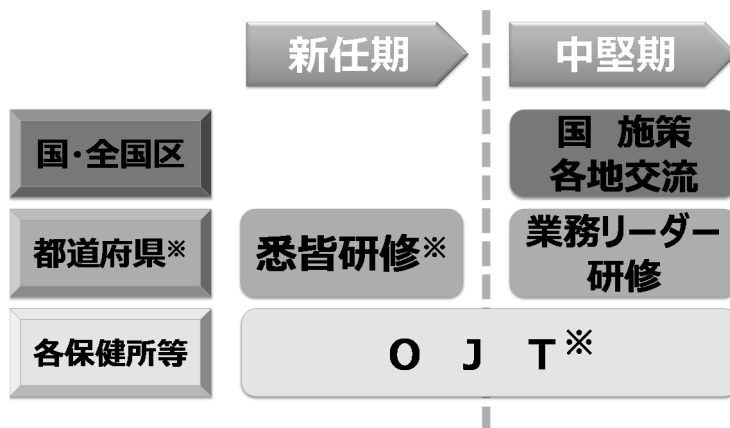 新任期
中堅期
国・全国区
国 施策
各地交流
都道府県※
悉皆研修※
業務リーダー
研修
各保健所等
O J T※